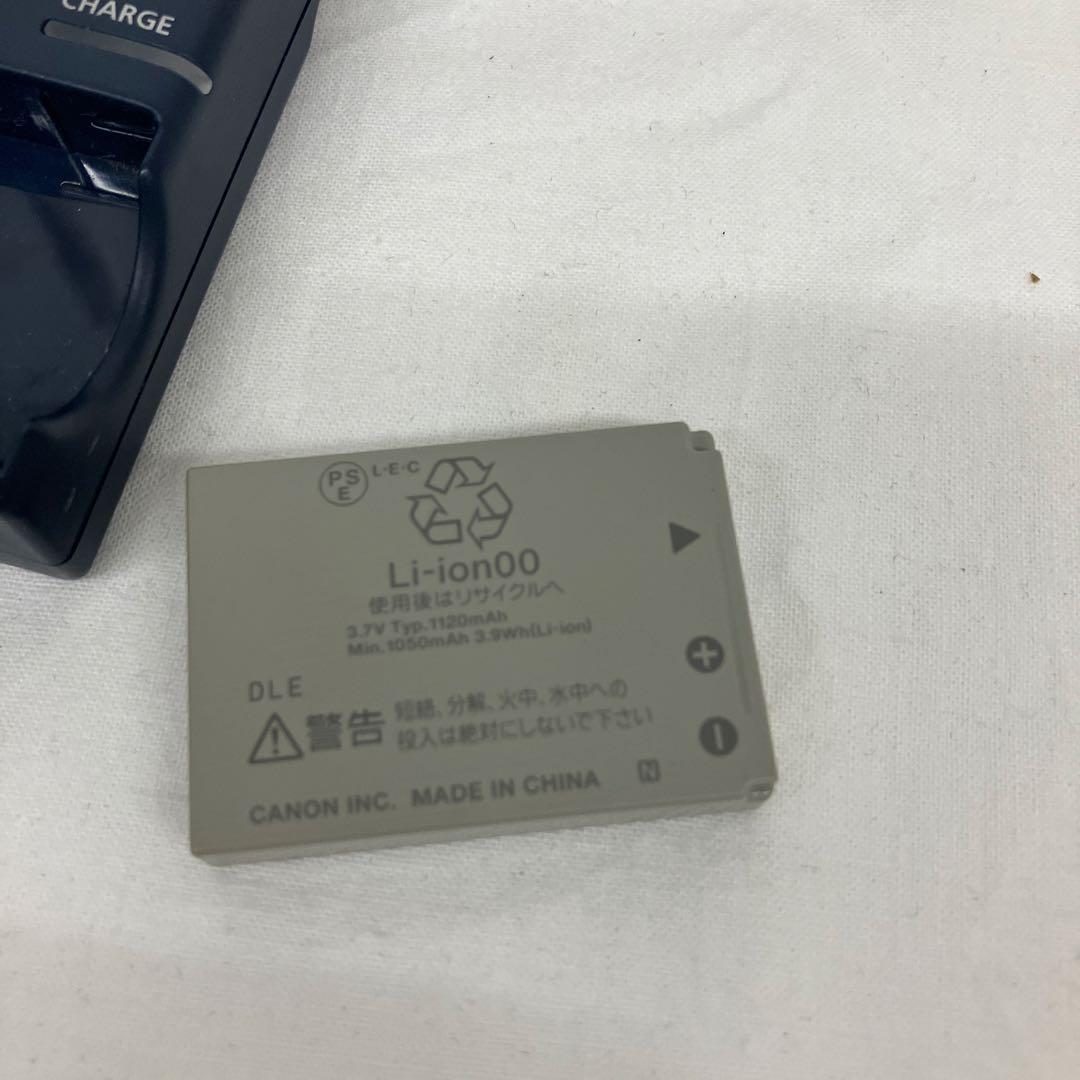 CHARGE
PSE L·E·C
Li-ion00
使用後はリサイクルへ
3.7V Typ.1120mAh
Min.1050mAh 3.9Wh(Li-ion)
DLE
警告 短絡、分解、火中、水中への
投入は絶対にしないで下さい
CANON INC. MADE IN CHINA N